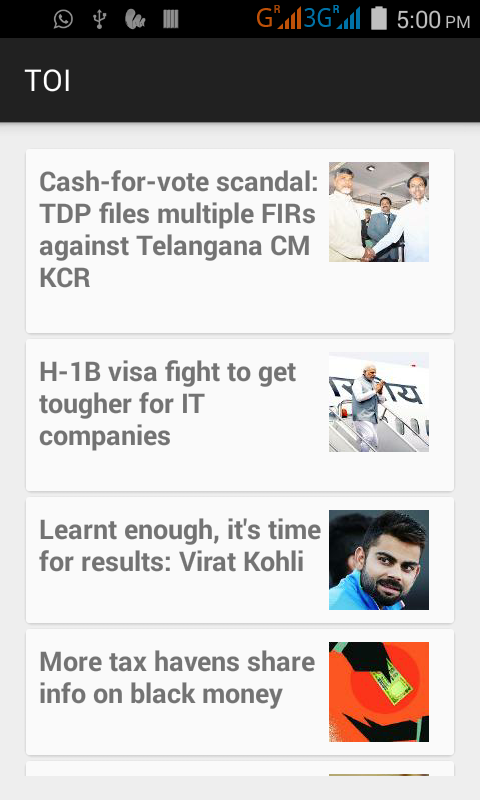 G R 3G R 5:00 PM
TOI
Cash-for-vote scandal:
TDP files multiple FIRs
against Telangana CM
KCR
H-1B visa fight to get
tougher for IT
companies
Learnt enough, it's time
for results: Virat Kohli
More tax havens share
info on black money